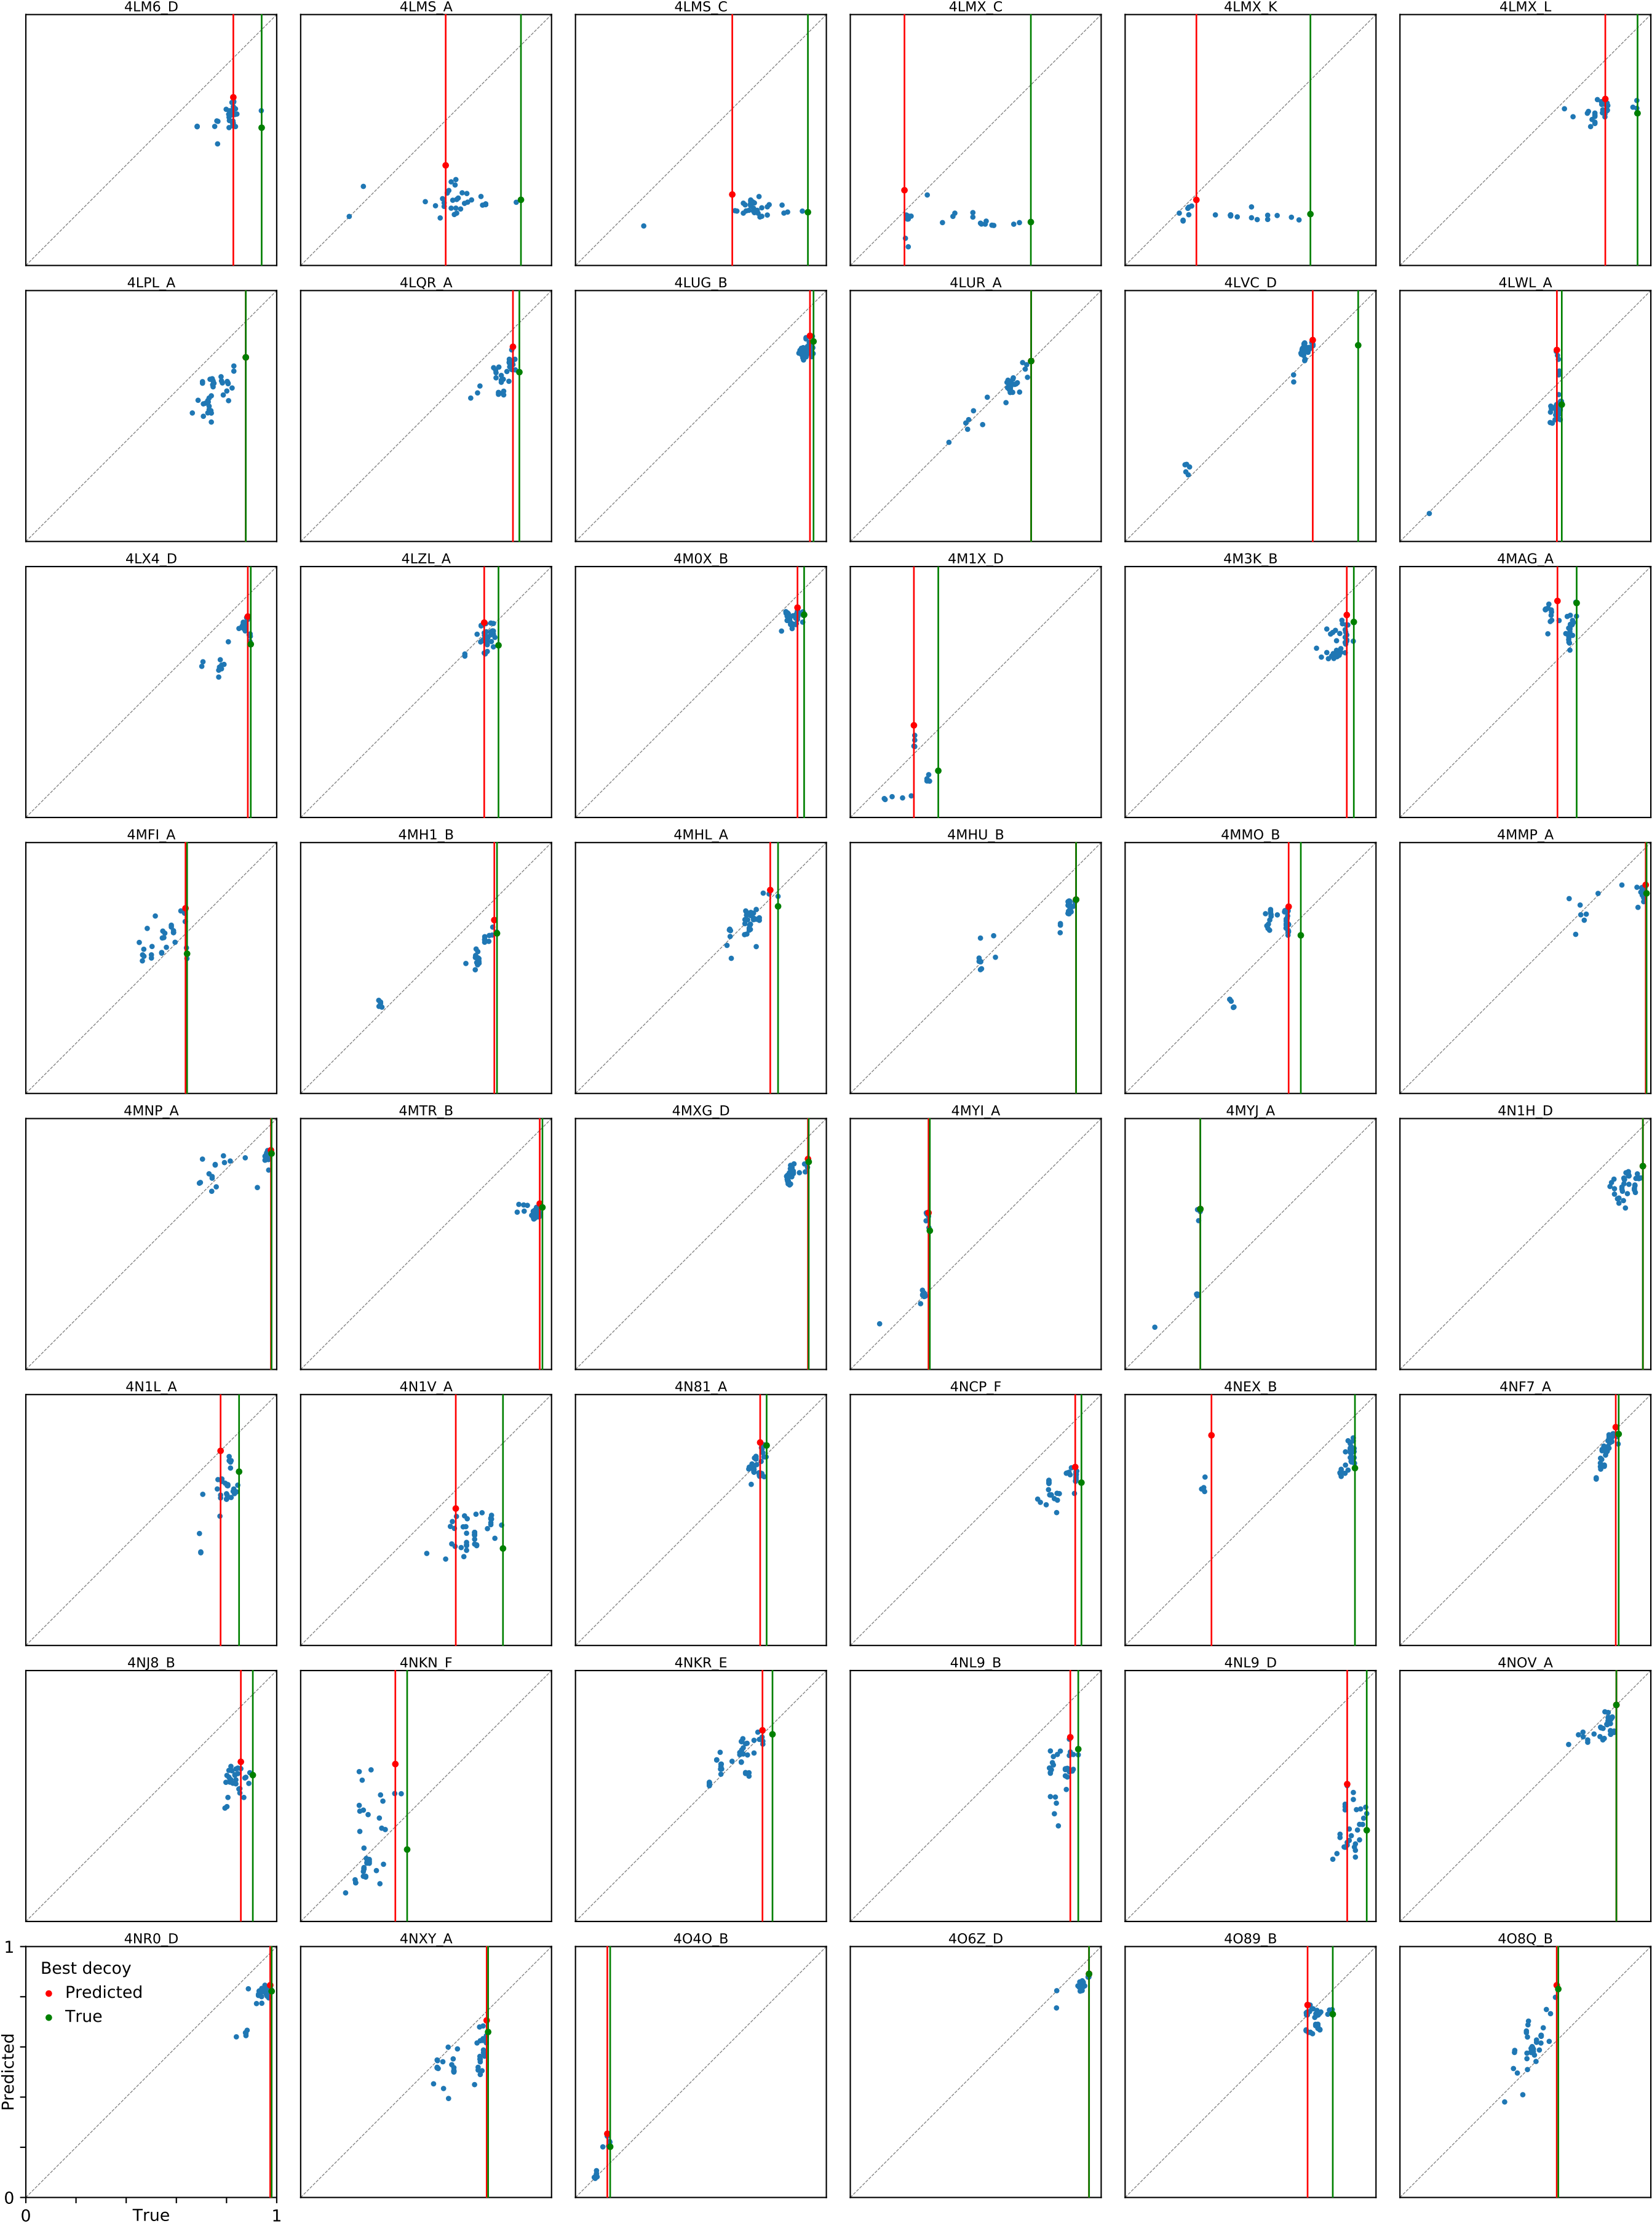 4LM6_D 4LMS_A 4LMS_C 4LMX_C 4LMX_K 4LMX_L
4LPL_A 4LQR_A 4LUG_B 4LUR_A 4LVC_D 4LWL_A
4LX4_D 4LZL_A 4M0X_B 4M1X_D 4M3K_B 4MAG_A
4MFI_A 4MH1_B 4MHL_A 4MHU_B 4MMO_B 4MMP_A
4MNP_A 4MTR_B 4MXG_D 4MYI_A 4MYJ_A 4N1H_D
4N1L_A 4N1V_A 4N81_A 4NCP_F 4NEX_B 4NF7_A
4NJ8_B 4NKN_F 4NKR_E 4NL9_B 4NL9_D 4NOV_A
4NR0_D 4NXY_A 4O4O_B 4O6Z_D 4O89_B 4O8Q_B
1
Best decoy
Predicted
True
Predicted
0
0 True 1